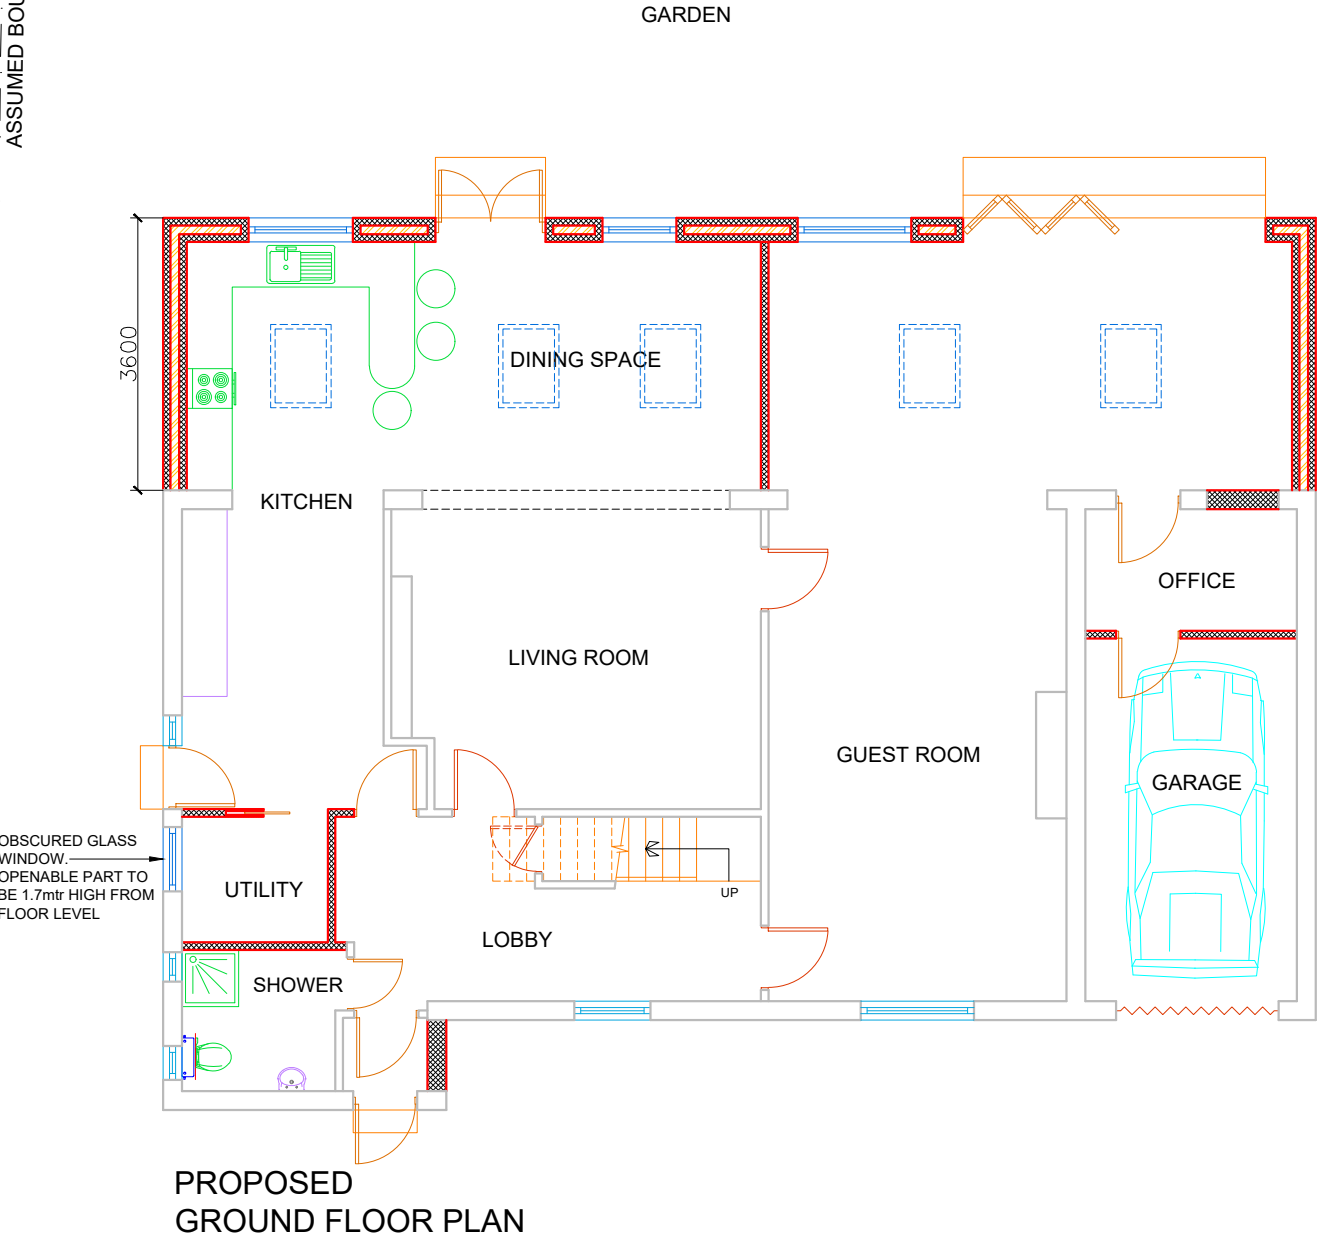 GARDEN
ASSUMED BOU
3600
DINING SPACE
KITCHEN
OFFICE
LIVING ROOM
GUEST ROOM
GARAGE
OBSCURED GLASS
WINDOW.
OPENABLE PART TO
BE 1.7mtr HIGH FROM
FLOOR LEVEL
UTILITY
UP
LOBBY
SHOWER
PROPOSED
GROUND FLOOR PLAN